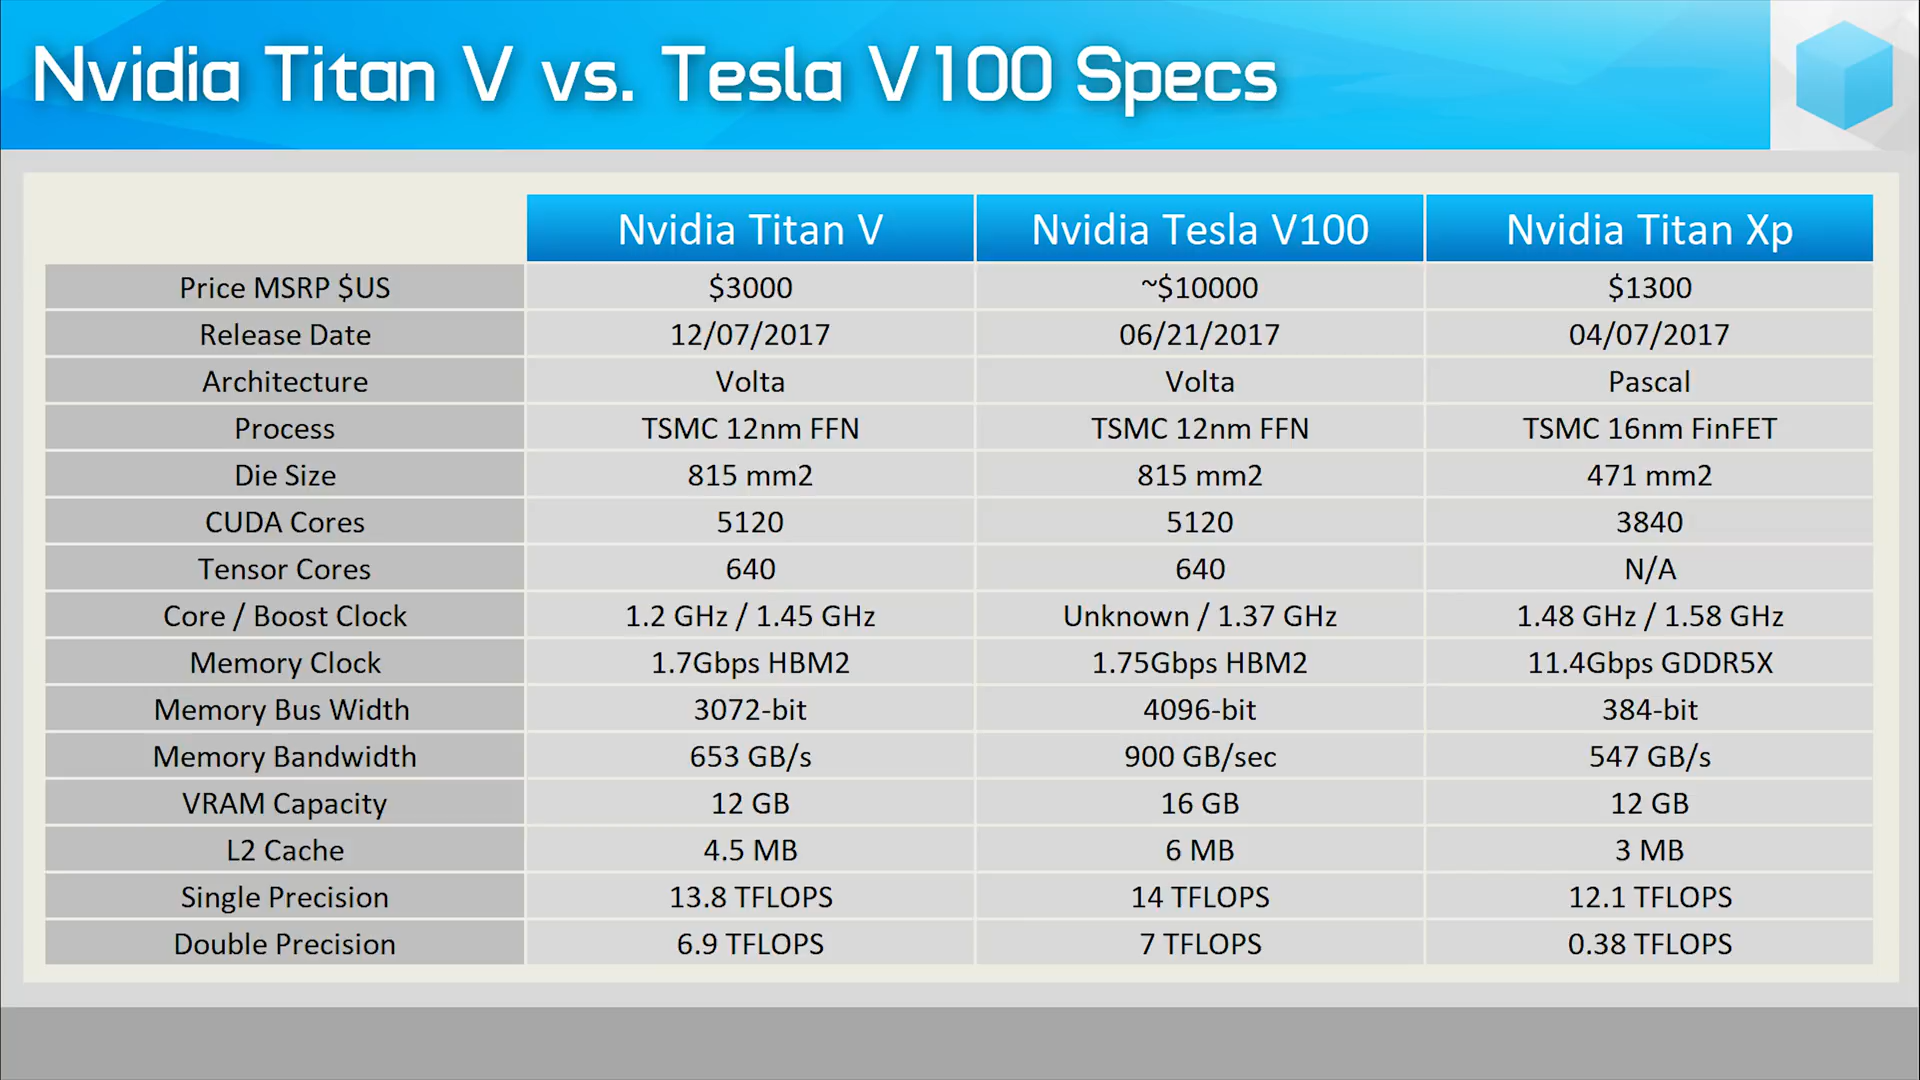 Nvidia Titan V vs. Tesla V100 Specs
Nvidia Titan V Nvidia Tesla V100 Nvidia Titan Xp
Price MSRP $US $3000 ~$10000 $1300
Release Date 12/07/2017 06/21/2017 04/07/2017
Architecture Volta Volta Pascal
Process TSMC 12nm FFN TSMC 12nm FFN TSMC 16nm FinFET
Die Size 815 mm2 815 mm2 471 mm2
CUDA Cores 5120 5120 3840
Tensor Cores 640 640 N/A
Core / Boost Clock 1.2 GHz / 1.45 GHz Unknown / 1.37 GHz 1.48 GHz / 1.58 GHz
Memory Clock 1.7Gbps HBM2 1.75Gbps HBM2 11.4Gbps GDDR5X
Memory Bus Width 3072-bit 4096-bit 384-bit
Memory Bandwidth 653 GB/s 900 GB/sec 547 GB/s
VRAM Capacity 12 GB 16 GB 12 GB
L2 Cache 4.5 MB 6 MB 3 MB
Single Precision 13.8 TFLOPS 14 TFLOPS 12.1 TFLOPS
Double Precision 6.9 TFLOPS 7 TFLOPS 0.38 TFLOPS